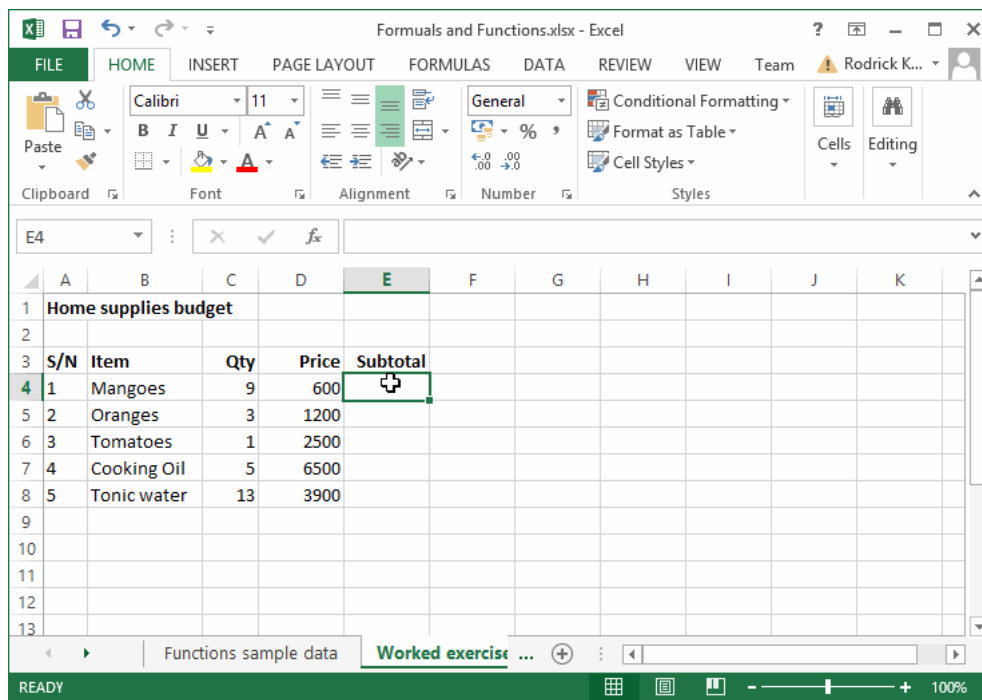 Formuals and Functions.xlsx - Excel ?
FILE HOME INSERT PAGE LAYOUT FORMULAS DATA REVIEW VIEW Team Rodrick K...
Paste Calibri 11 General Conditional Formatting
B I U A A % , Format as Table Cells Editing
A .0 .00 .00 .0 Cell Styles
Clipboard Font Alignment Number Styles
E4 fx
A B C D E F G H I J K
1 Home supplies budget
2
3 S/N Item Qty Price Subtotal
4 1 Mangoes 9 600
5 2 Oranges 3 1200
6 3 Tomatoes 1 2500
7 4 Cooking Oil 5 6500
8 5 Tonic water 13 3900
9
10
11
12
13
Functions sample data Worked exercise ...
READY 100%